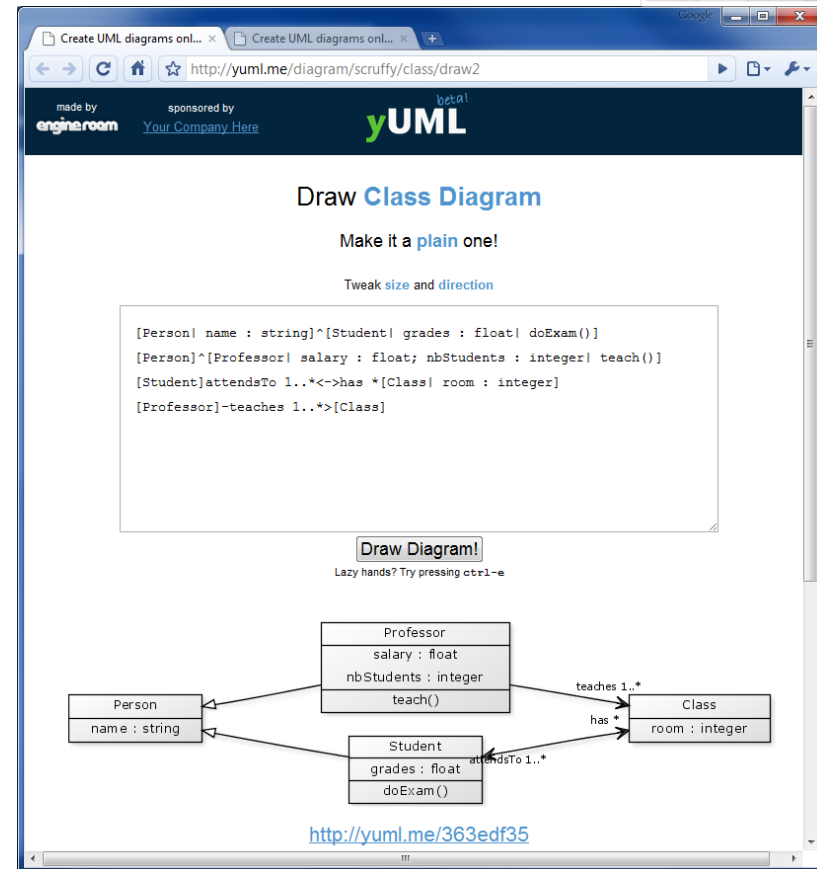 Google
Create UML diagrams onl... ×
Create UML diagrams onl... ×
http://yuml.me/diagram/scruffy/class/draw2
made by
engine room
sponsored by
Your Company Here
yUML beta!
Draw Class Diagram
Make it a plain one!
Tweak size and direction
[Person| name : string]^[Student| grades : float| doExam()]
[Person]^[Professor| salary : float; nbStudents : integer| teach()]
[Student]attendsTo 1..*<->has *[Class| room : integer]
[Professor]-teaches 1..*>[Class]
Draw Diagram!
Lazy hands? Try pressing ctrl-e
Professor
salary : float
nbStudents : integer
teach()
Person
name : string
teaches 1..*
has *
Class
room : integer
Student
grades : float
doExam()
attendsTo 1..*
http://yuml.me/363edf35